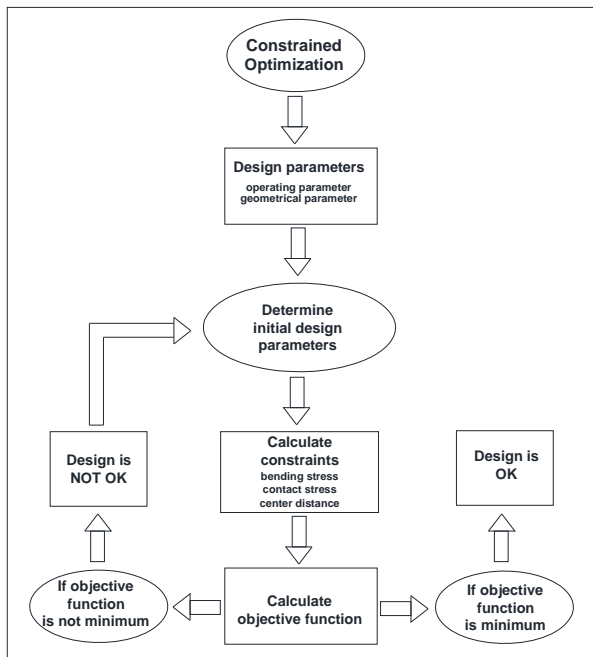 Constrained
Optimization
Design parameters
operating parameter
geometrical parameter
Determine
initial design
parameters
Design is
NOT OK
Calculate
constraints
bending stress
contact stress
center distance
Design is
OK
If objective
function
is not minimum
Calculate
objective function
If objective
function
is minimum